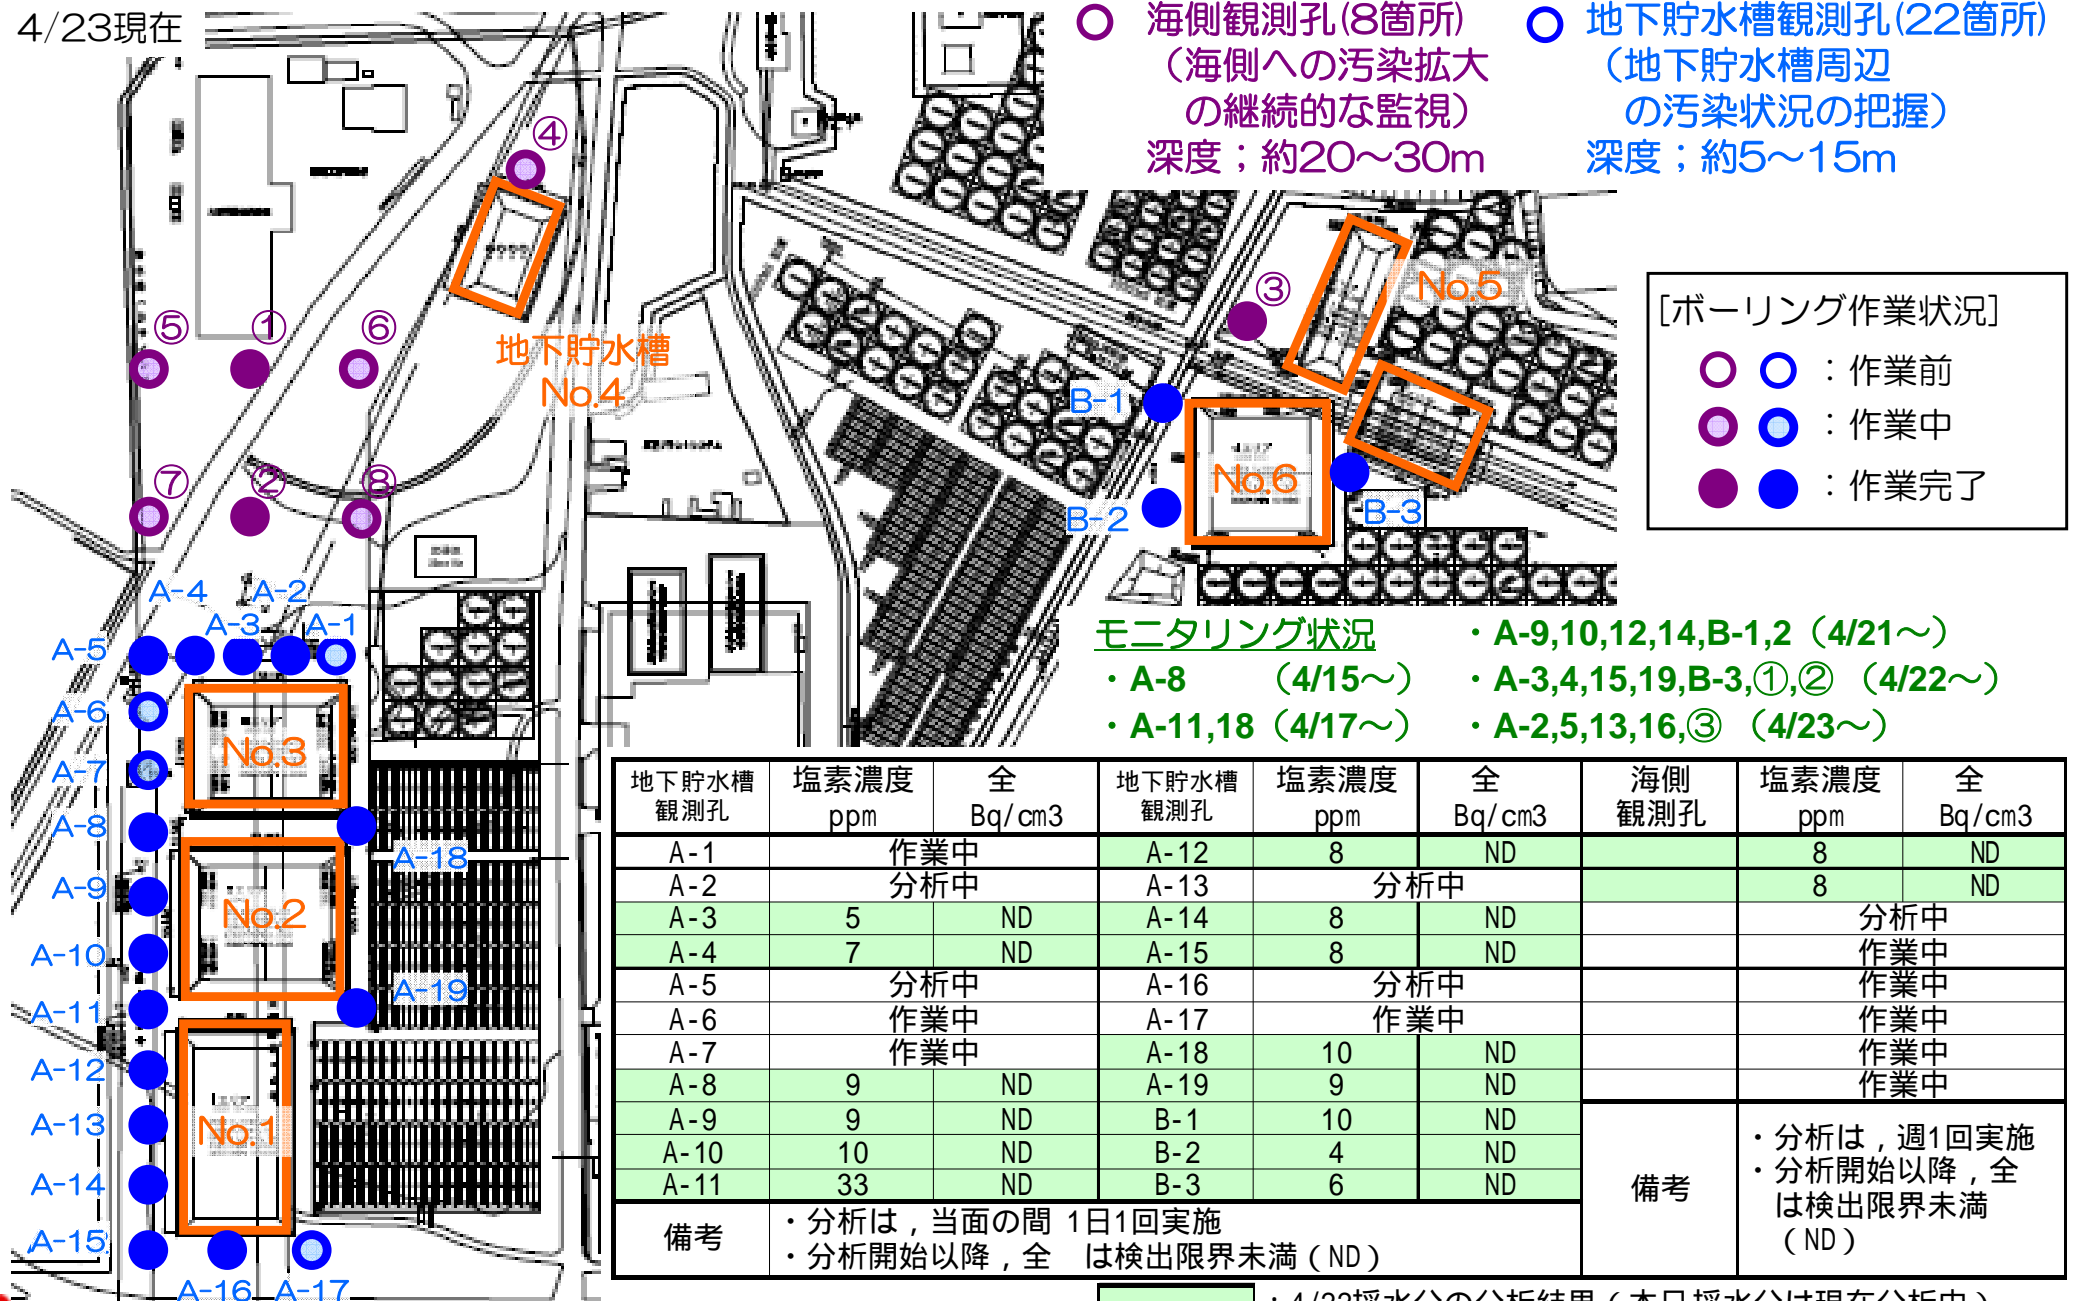 4/23現在
海側観測孔(8箇所)
(海側への汚染拡大
の継続的な監視)
深度;約20〜30m
地下貯水槽観測孔(22箇所)
(地下貯水槽周辺
の汚染状況の把握)
深度;約5〜15m
④
③
No.5
⑤ ① ⑥
地下貯水槽
No.4
[ボーリング作業状況]
:作業前
:作業中
:作業完了
B-1
No.6
B-2
B-3
⑦ ② ⑧
A-4 A-2
A-3 A-1
A-5
A-6
No.3
A-7
A-8
A-18
A-9
No.2
A-10
A-19
A-11
A-12
A-13
No.1
A-14
A-15
A-16 A-17
モニタリング状況
・A-8 (4/15〜)
・A-11,18(4/17〜)
・A-9,10,12,14,B-1,2(4/21〜)
・A-3,4,15,19,B-3,①,② (4/22〜)
・A-2,5,13,16,③ (4/23〜)
地下貯水槽観測孔 塩素濃度ppm 全Bq/cm3 地下貯水槽観測孔 塩素濃度ppm 全Bq/cm3 海側観測孔 塩素濃度ppm 全Bq/cm3
A-1 作業中 A-12 8 ND 8 ND
A-2 分析中 A-13 分析中 8 ND
A-3 5 ND A-14 8 ND 分析中
A-4 7 ND A-15 8 ND 作業中
A-5 分析中 A-16 分析中 作業中
A-6 作業中 A-17 作業中 作業中
A-7 作業中 A-18 10 ND 作業中
A-8 9 ND A-19 9 ND 作業中
A-9 9 ND B-1 10 ND
A-10 10 ND B-2 4 ND
A-11 33 ND B-3 6 ND
備考
・分析は,当面の間 1日1回実施
・分析開始以降,全 は検出限界未満(ND)
備考
・分析は,週1回実施
・分析開始以降,全
は検出限界未満
(ND)